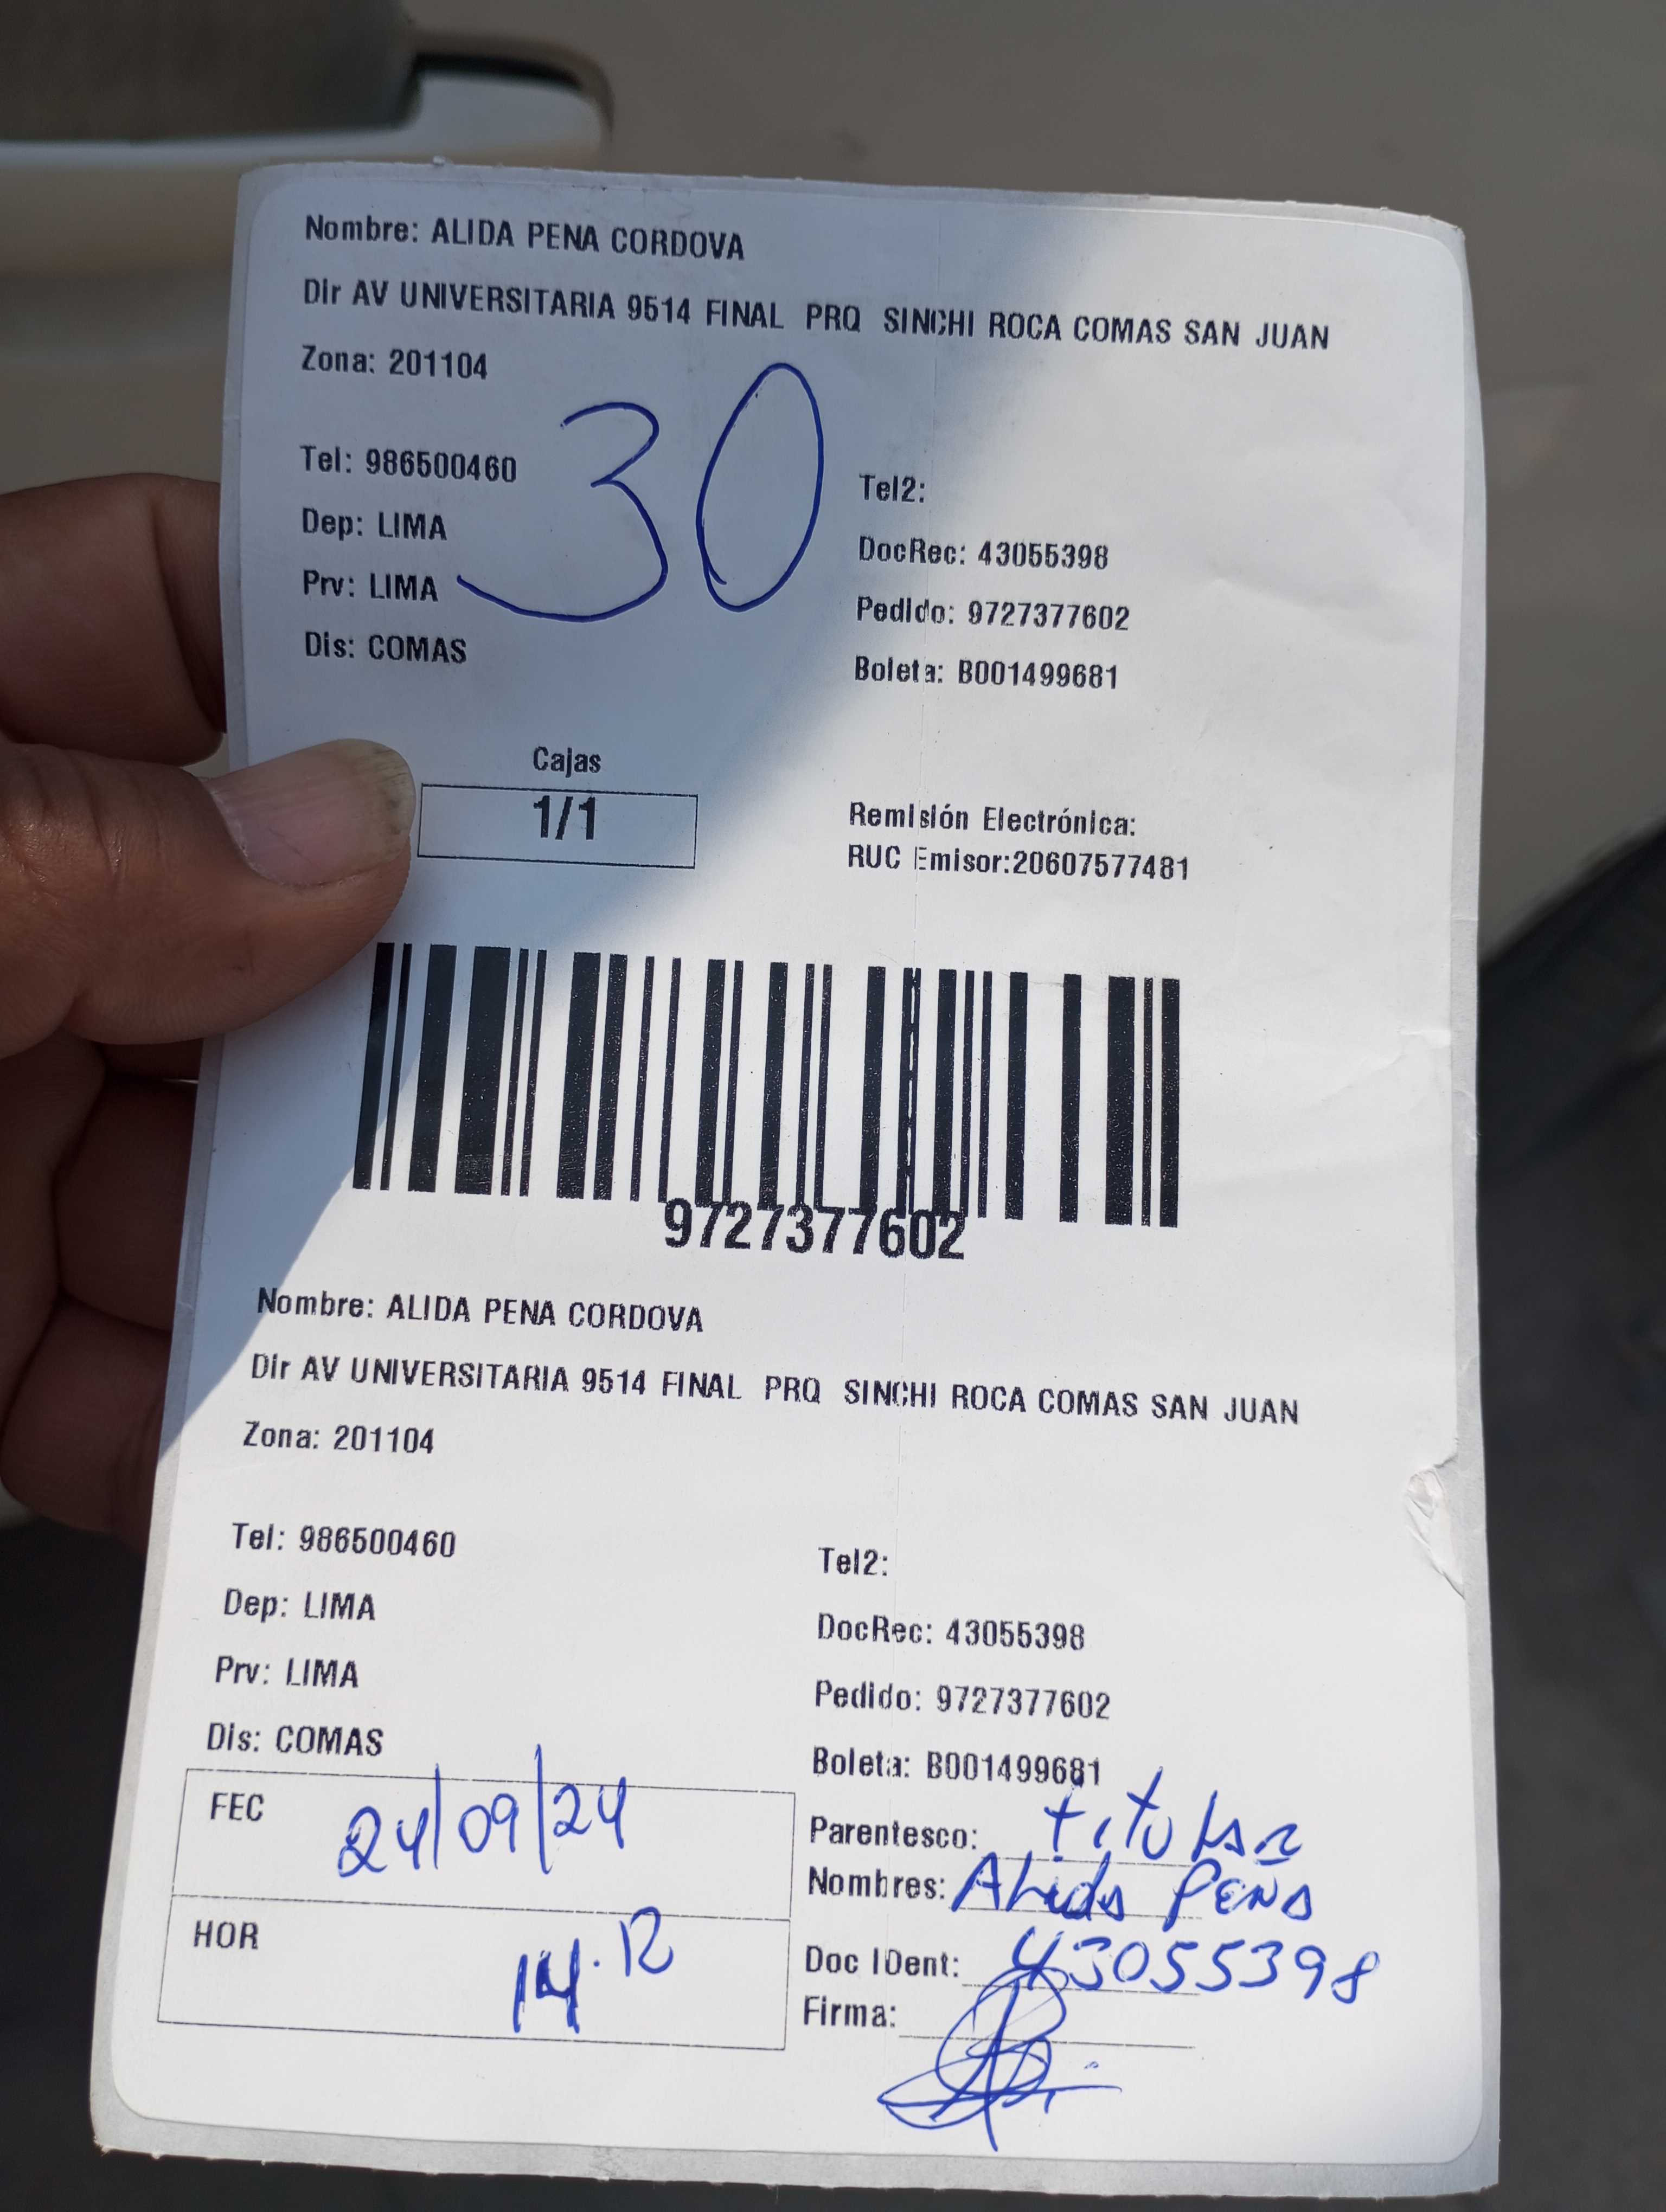 Nombre: ALIDA PENA CORDOVA
Dir AV UNIVERSITARIA 9514 FINAL PRQ SINCHI ROCA COMAS SAN JUAN
Zona: 201104
30
Tel: 986500460
Tel2:
Dep: LIMA
DocRec: 43055398
Prv: LIMA
Pedido: 9727377602
Dis: COMAS
Boleta: B001499681
Cajas
1/1
Remisión Electrónica:
RUC Emisor:20607577481
9727377602
Nombre: ALIDA PENA CORDOVA
Dir AV UNIVERSITARIA 9514 FINAL PRQ SINCHI ROCA COMAS SAN JUAN
Zona: 201104
Tel: 986500460
Tel2:
Dep: LIMA
DocRec: 43055398
Prv: LIMA
Pedido: 9727377602
Dis: COMAS
Boleta: B001499681
FEC 24/09/24
Parentesco: titular
Nombres: Alida PEÑA
HOR 14.12
Doc IDent: 43055398
Firma: